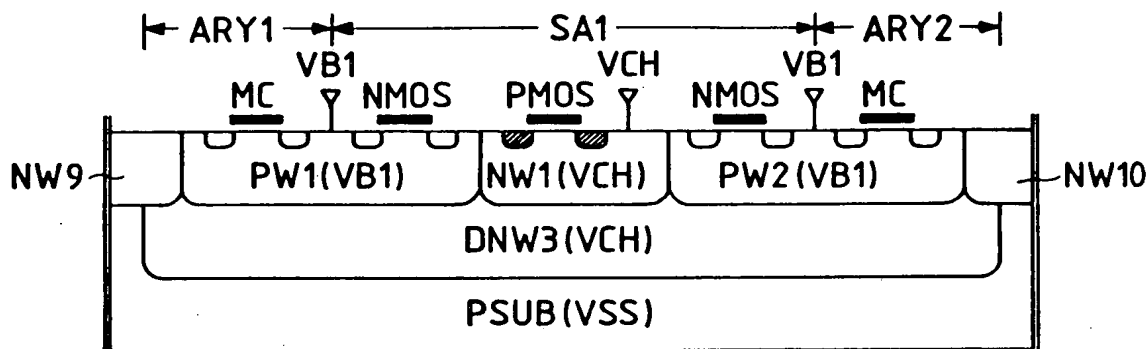 ARY1 SA1 ARY2
VB1 VCH VB1
MC NMOS PMOS NMOS MC
NW9 PW1(VB1) NW1(VCH) PW2(VB1) NW10
DNW3(VCH)
PSUB(VSS)